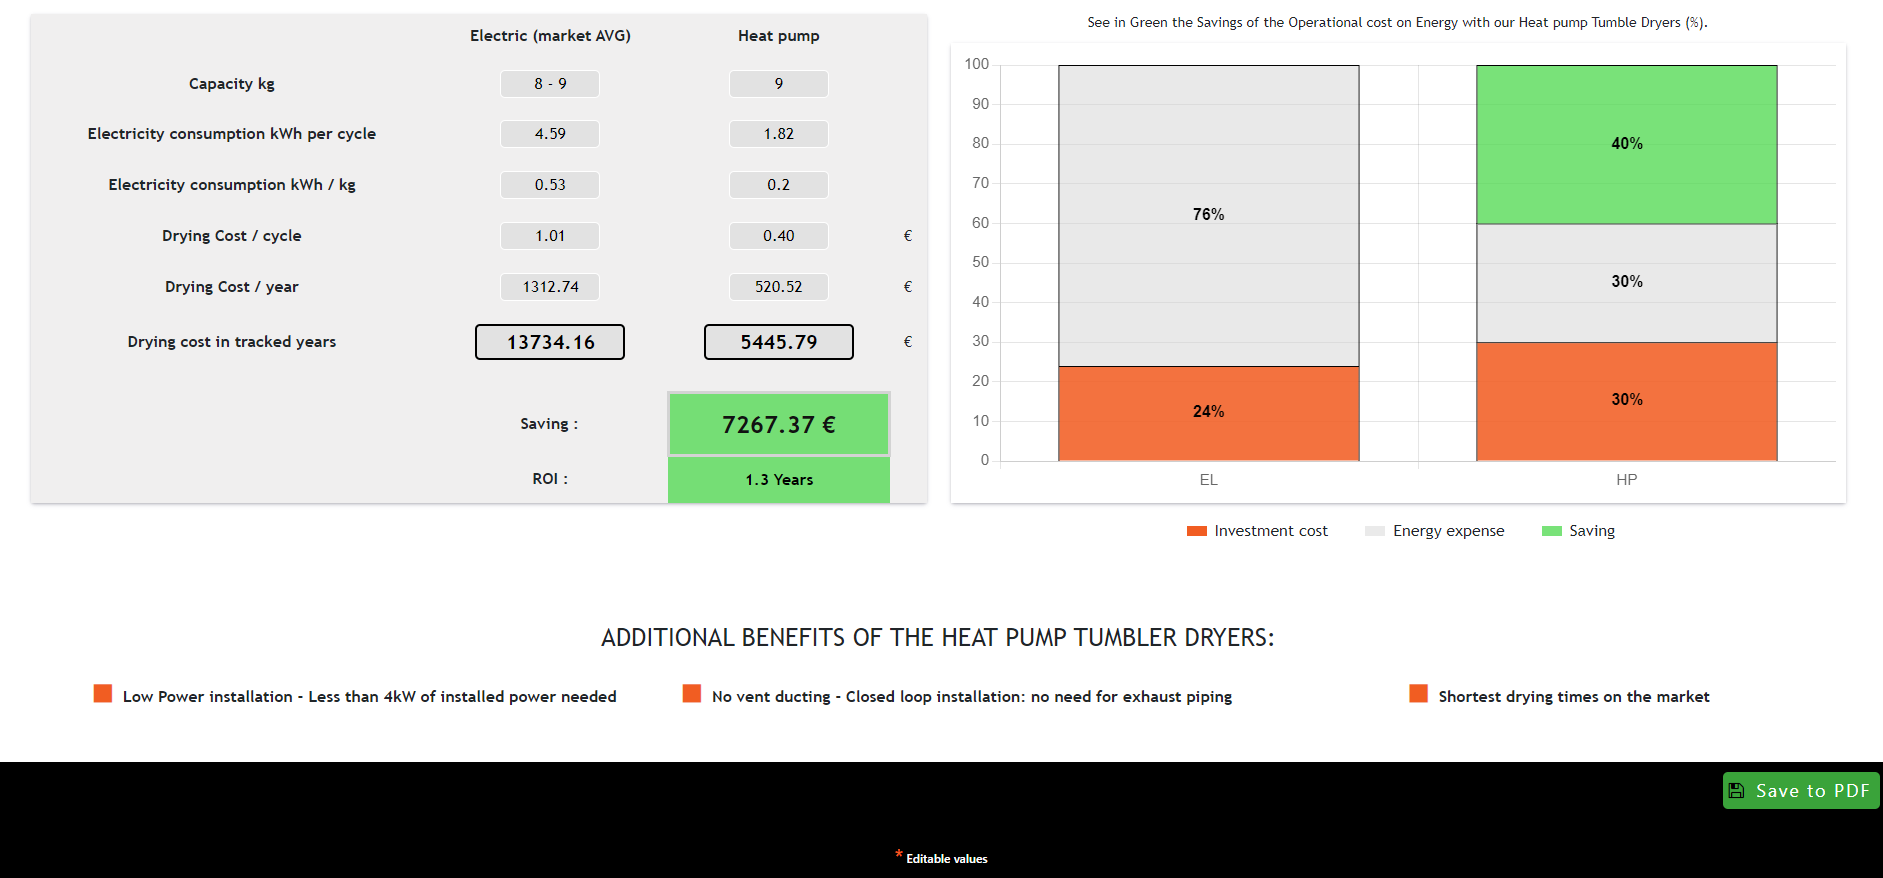 Electric (market AVG) Heat pump
Capacity kg 8 - 9 9
Electricity consumption kWh per cycle 4.59 1.82
Electricity consumption kWh / kg 0.53 0.2
Drying Cost / cycle 1.01 0.40 €
Drying Cost / year 1312.74 520.52 €
Drying cost in tracked years 13734.16 5445.79 €
Saving : 7267.37 €
ROI : 1.3 Years
See in Green the Savings of the Operational cost on Energy with our Heat pump Tumble Dryers (%).
100
90
80
70
60
50
40
30
20
10
0
76%
24%
40%
30%
30%
EL HP
Investment cost Energy expense Saving
ADDITIONAL BENEFITS OF THE HEAT PUMP TUMBLER DRYERS:
Low Power installation - Less than 4kW of installed power needed
No vent ducting - Closed loop installation: no need for exhaust piping
Shortest drying times on the market
Save to PDF
* Editable values